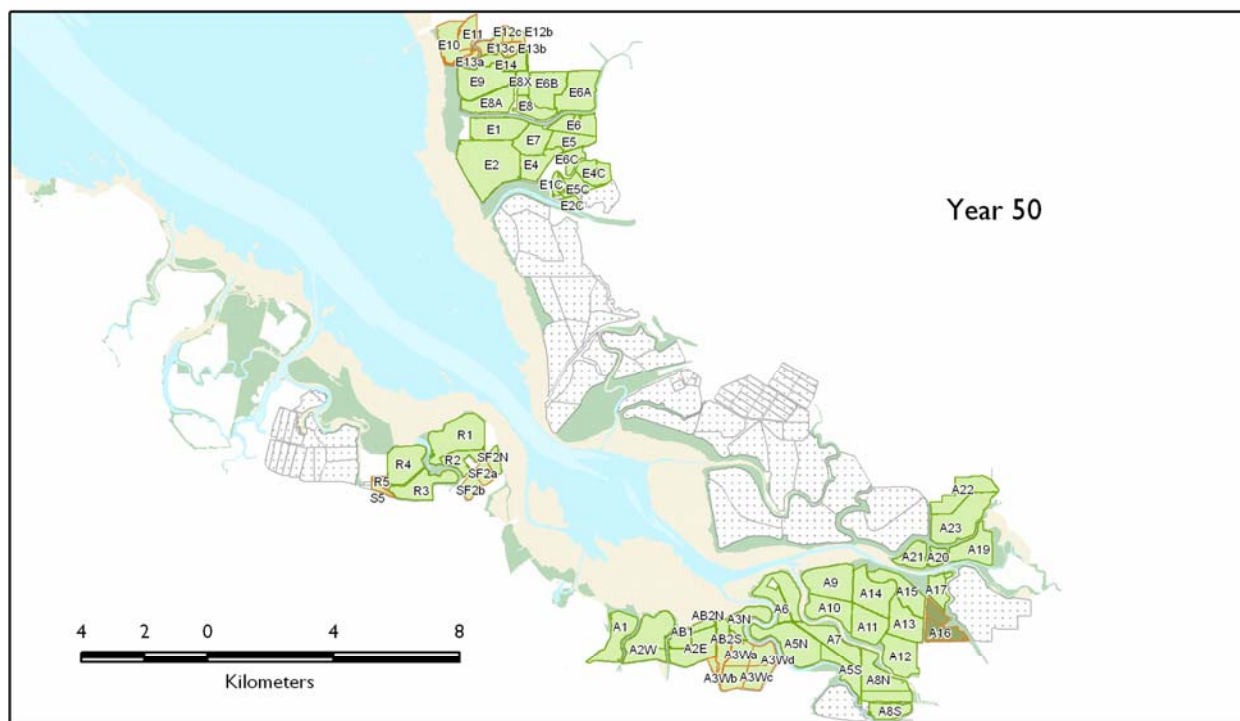 E11
E12c E12b
E10
E13c E13b
E13a
E14
E9
E8X
E6B
E6A
E8A
E8
E1
E6
E7
E5
E2
E4
E6C
E4C
E1C
E5C
E2C
Year 50
R1
R4
R2
SF2N
R5
SF2a
R3
SF2b
S5
A22
A23
A21
A20
A19
A9
A14
A15
A17
A6
A10
A1
AB2N
A3N
A11
A13
A16
AB1
AB2S
A5N
A7
A2W
A2E
A3Wa
A3Wd
A12
A3Wb
A3Wc
A5S
A8N
A8S
4 2 0 4 8
Kilometers